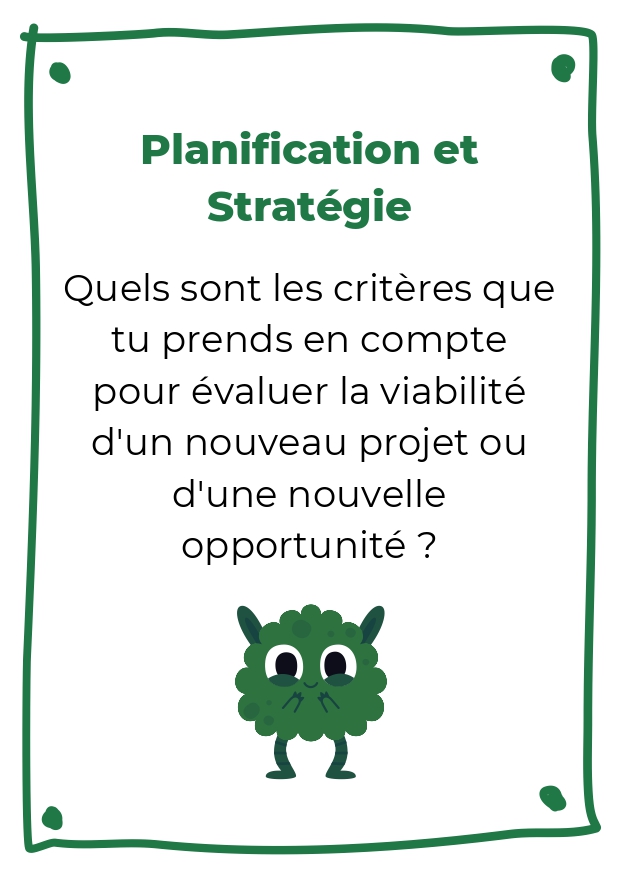 Planification et
Stratégie
Quels sont les critères que
tu prends en compte
pour évaluer la viabilité
d'un nouveau projet ou
d'une nouvelle
opportunité ?